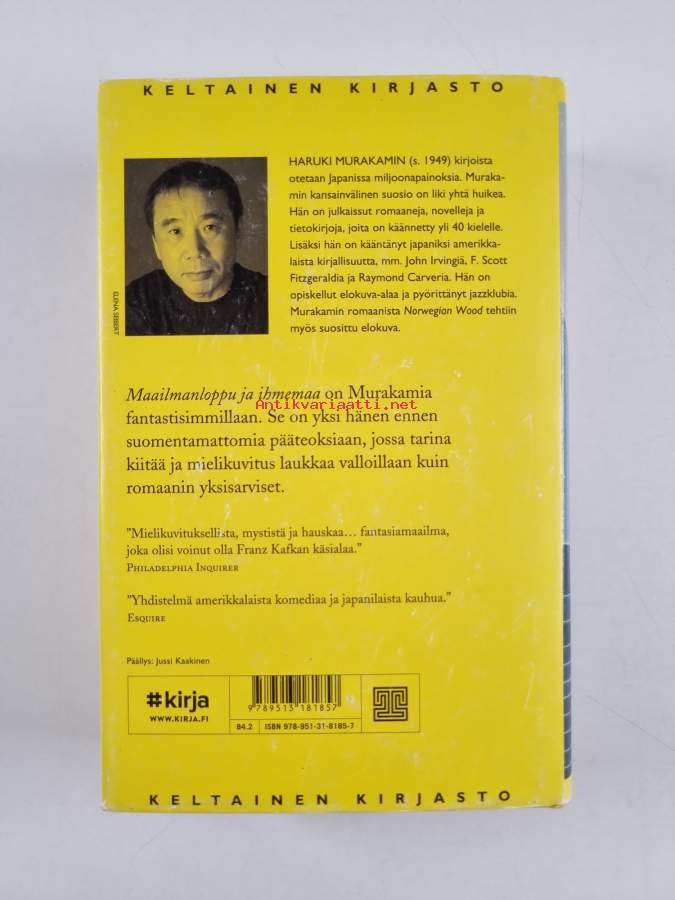 KELTAINEN KIRJASTO
HARUKI MURAKAMIN (s. 1949) kirjoista
otetaan Japanissa miljoonapainoksia. Muraka-
min kansainvälinen suosio on liki yhtä huikea.
Hän on julkaissut romaaneja, novelleja ja
tietokirjoja, joita on käännetty yli 40 kielelle.
Lisäksi hän on kääntänyt japaniksi amerikka-
laista kirjallisuutta, mm. John Irvingiä, F. Scott
Fitzgeraldia ja Raymond Carveria. Hän on
opiskellut elokuva-alaa ja pyörittänyt jazzklubia.
Murakamin romaanista Norwegian Wood tehtiin
myös suosittu elokuva.
ELENA SEIBERT
Maailmanloppu ja ihmemaa on Murakamia
Antikvariaatti.net
fantastisimmillaan. Se on yksi hänen ennen
suomentamattomia pääteoksiaan, jossa tarina
kiitää ja mielikuvitus laukkaa valloillaan kuin
romaanin yksisarviset.
"Mielikuvituksellista, mystistä ja hauskaa… fantasiamaailma,
joka olisi voinut olla Franz Kafkan käsialaa."
PHILADELPHIA INQUIRER
"Yhdistelmä amerikkalaista komediaa ja japanilaista kauhua."
ESQUIRE
Päällys: Jussi Kaakinen
#kirja
WWW.KIRJA.FI
9 789513 181857
84.2 ISBN 978-951-31-8185-7
KELTAINEN KIRJASTO